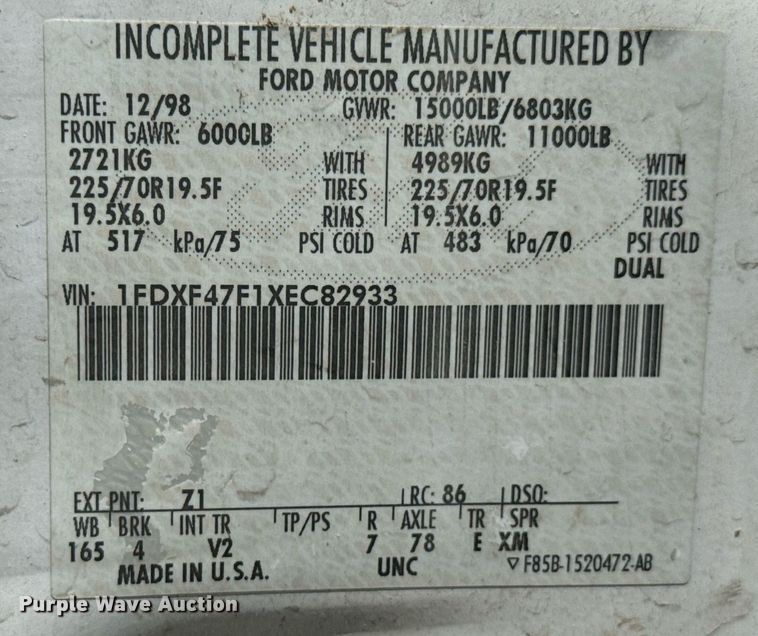 INCOMPLETE VEHICLE MANUFACTURED BY
FORD MOTOR COMPANY
DATE: 12/98 GVWR: 15000LB/6803KG
FRONT GAWR: 6000LB REAR GAWR: 11000LB
2721KG WITH 4989KG WITH
225/70R19.5F TIRES 225/70R19.5F TIRES
19.5X6.0 RIMS 19.5X6.0 RIMS
AT 517 kPa/75 PSI COLD AT 483 kPa/70 PSI COLD
DUAL
VIN: 1FDXF47F1XEC82933
EXT PNT: Z1 RC: 86 DSO:
WB BRK INT TR TP/PS R AXLE TR SPR
165 4 V2 7 78 E XM
MADE IN U.S.A. UNC ▽ F85B-1520472-AB
Purple Wave Auction